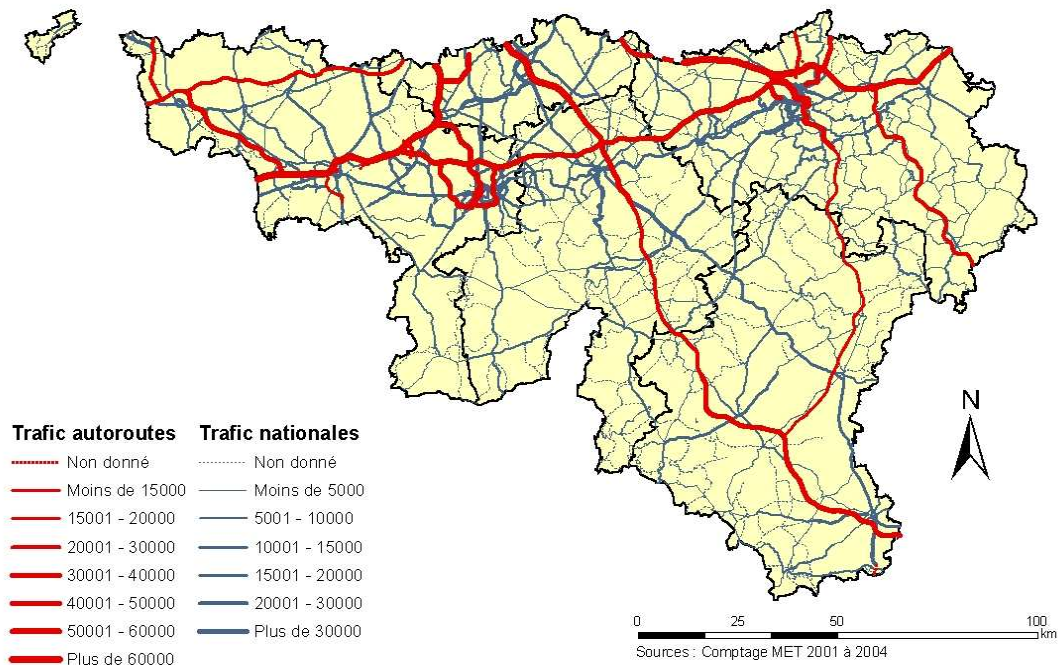 Trafic autoroutes
Non donné
Moins de 15000
15001 - 20000
20001 - 30000
30001 - 40000
40001 - 50000
50001 - 60000
Plus de 60000
Trafic nationales
Non donné
Moins de 5000
5001 - 10000
10001 - 15000
15001 - 20000
20001 - 30000
Plus de 30000
N
0 25 50 100
km
Sources : Comptage MET 2001 à 2004